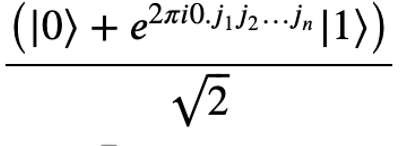 (|0⟩ + e^{2πi0.j₁j₂…jₙ}|1⟩)
√2